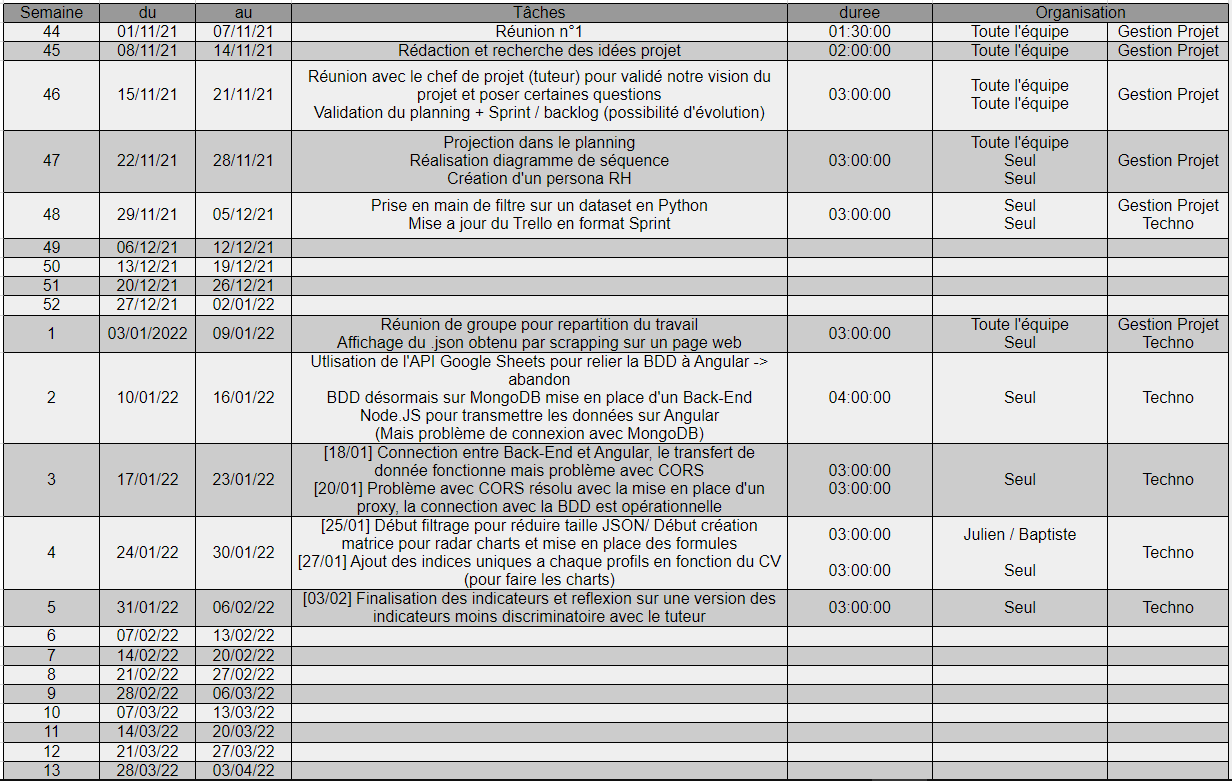 Semaine du au Tâches duree Organisation
44 01/11/21 07/11/21 Réunion n°1 01:30:00 Toute l'équipe Gestion Projet
45 08/11/21 14/11/21 Rédaction et recherche des idées projet 02:00:00 Toute l'équipe Gestion Projet
46 15/11/21 21/11/21 Réunion avec le chef de projet (tuteur) pour validé notre vision du
projet et poser certaines questions
Validation du planning + Sprint / backlog (possibilité d'évolution)
03:00:00 Toute l'équipe
Toute l'équipe
Gestion Projet
47 22/11/21 28/11/21 Projection dans le planning
Réalisation diagramme de séquence
Création d'un persona RH
03:00:00 Toute l'équipe
Seul
Seul
Gestion Projet
48 29/11/21 05/12/21 Prise en main de filtre sur un dataset en Python
Mise a jour du Trello en format Sprint
03:00:00 Seul
Seul
Gestion Projet
Techno
49 06/12/21 12/12/21
50 13/12/21 19/12/21
51 20/12/21 26/12/21
52 27/12/21 02/01/22
1 03/01/2022 09/01/22 Réunion de groupe pour repartition du travail
Affichage du .json obtenu par scrapping sur un page web
03:00:00 Toute l'équipe
Seul
Gestion Projet
Techno
2 10/01/22 16/01/22 Utlisation de l'API Google Sheets pour relier la BDD à Angular ->
abandon
BDD désormais sur MongoDB mise en place d'un Back-End
Node.JS pour transmettre les données sur Angular
(Mais problème de connexion avec MongoDB)
04:00:00 Seul Techno
3 17/01/22 23/01/22 [18/01] Connection entre Back-End et Angular, le transfert de
donnée fonctionne mais problème avec CORS
[20/01] Problème avec CORS résolu avec la mise en place d'un
proxy, la connection avec la BDD est opérationnelle
03:00:00
03:00:00
Seul Techno
4 24/01/22 30/01/22 [25/01] Début filtrage pour réduire taille JSON/ Début création
matrice pour radar charts et mise en place des formules
[27/01] Ajout des indices uniques a chaque profils en fonction du CV
(pour faire les charts)
03:00:00
03:00:00
Julien / Baptiste
Seul
Techno
5 31/01/22 06/02/22 [03/02] Finalisation des indicateurs et reflexion sur une version des
indicateurs moins discriminatoire avec le tuteur
03:00:00 Seul Techno
6 07/02/22 13/02/22
7 14/02/22 20/02/22
8 21/02/22 27/02/22
9 28/02/22 06/03/22
10 07/03/22 13/03/22
11 14/03/22 20/03/22
12 21/03/22 27/03/22
13 28/03/22 03/04/22